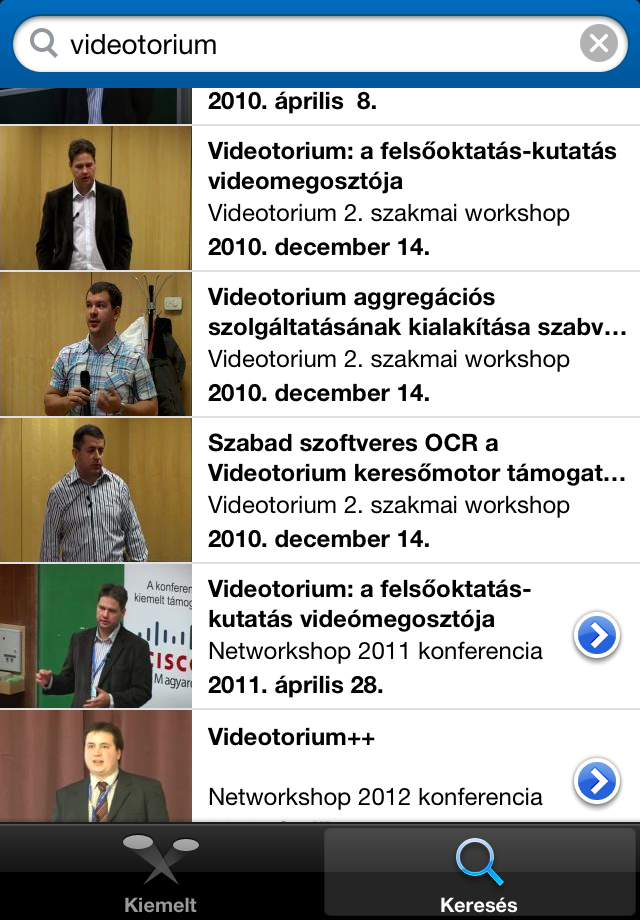 videotorium
2010. április 8.
Videotorium: a felsőoktatás-kutatás
videomegosztója
Videotorium 2. szakmai workshop
2010. december 14.
Videotorium aggregációs
szolgáltatásának kialakítása szabv...
Videotorium 2. szakmai workshop
2010. december 14.
Szabad szoftveres OCR a
Videotorium keresőmotor támogat...
Videotorium 2. szakmai workshop
2010. december 14.
A konferen
kiemelt támog
CISCO
Magyaro
Videotorium: a felsőoktatás-
kutatás videómegosztója
Networkshop 2011 konferencia
2011. április 28.
Videotorium++
Networkshop 2012 konferencia
Kiemelt
Keresés